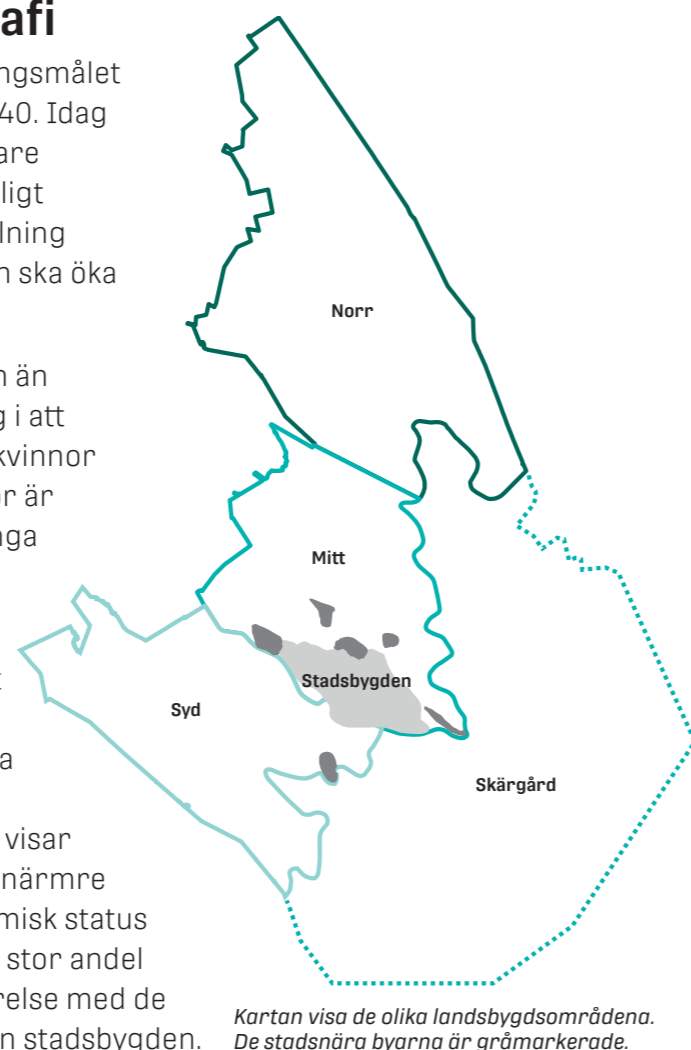 afi
ngsmålet
40. Idag
are
ligt
lning
n ska öka
n än
g i att
kvinnor
or är
nga
t
a
visar
närmre
misk status
stor andel
relse med de
n stadsbygden.
Norr
Mitt
Stadsbygden
Syd
Skärgård
Kartan visa de olika landsbygdsområdena.
De stadsnära byarna är gråmarkerade.